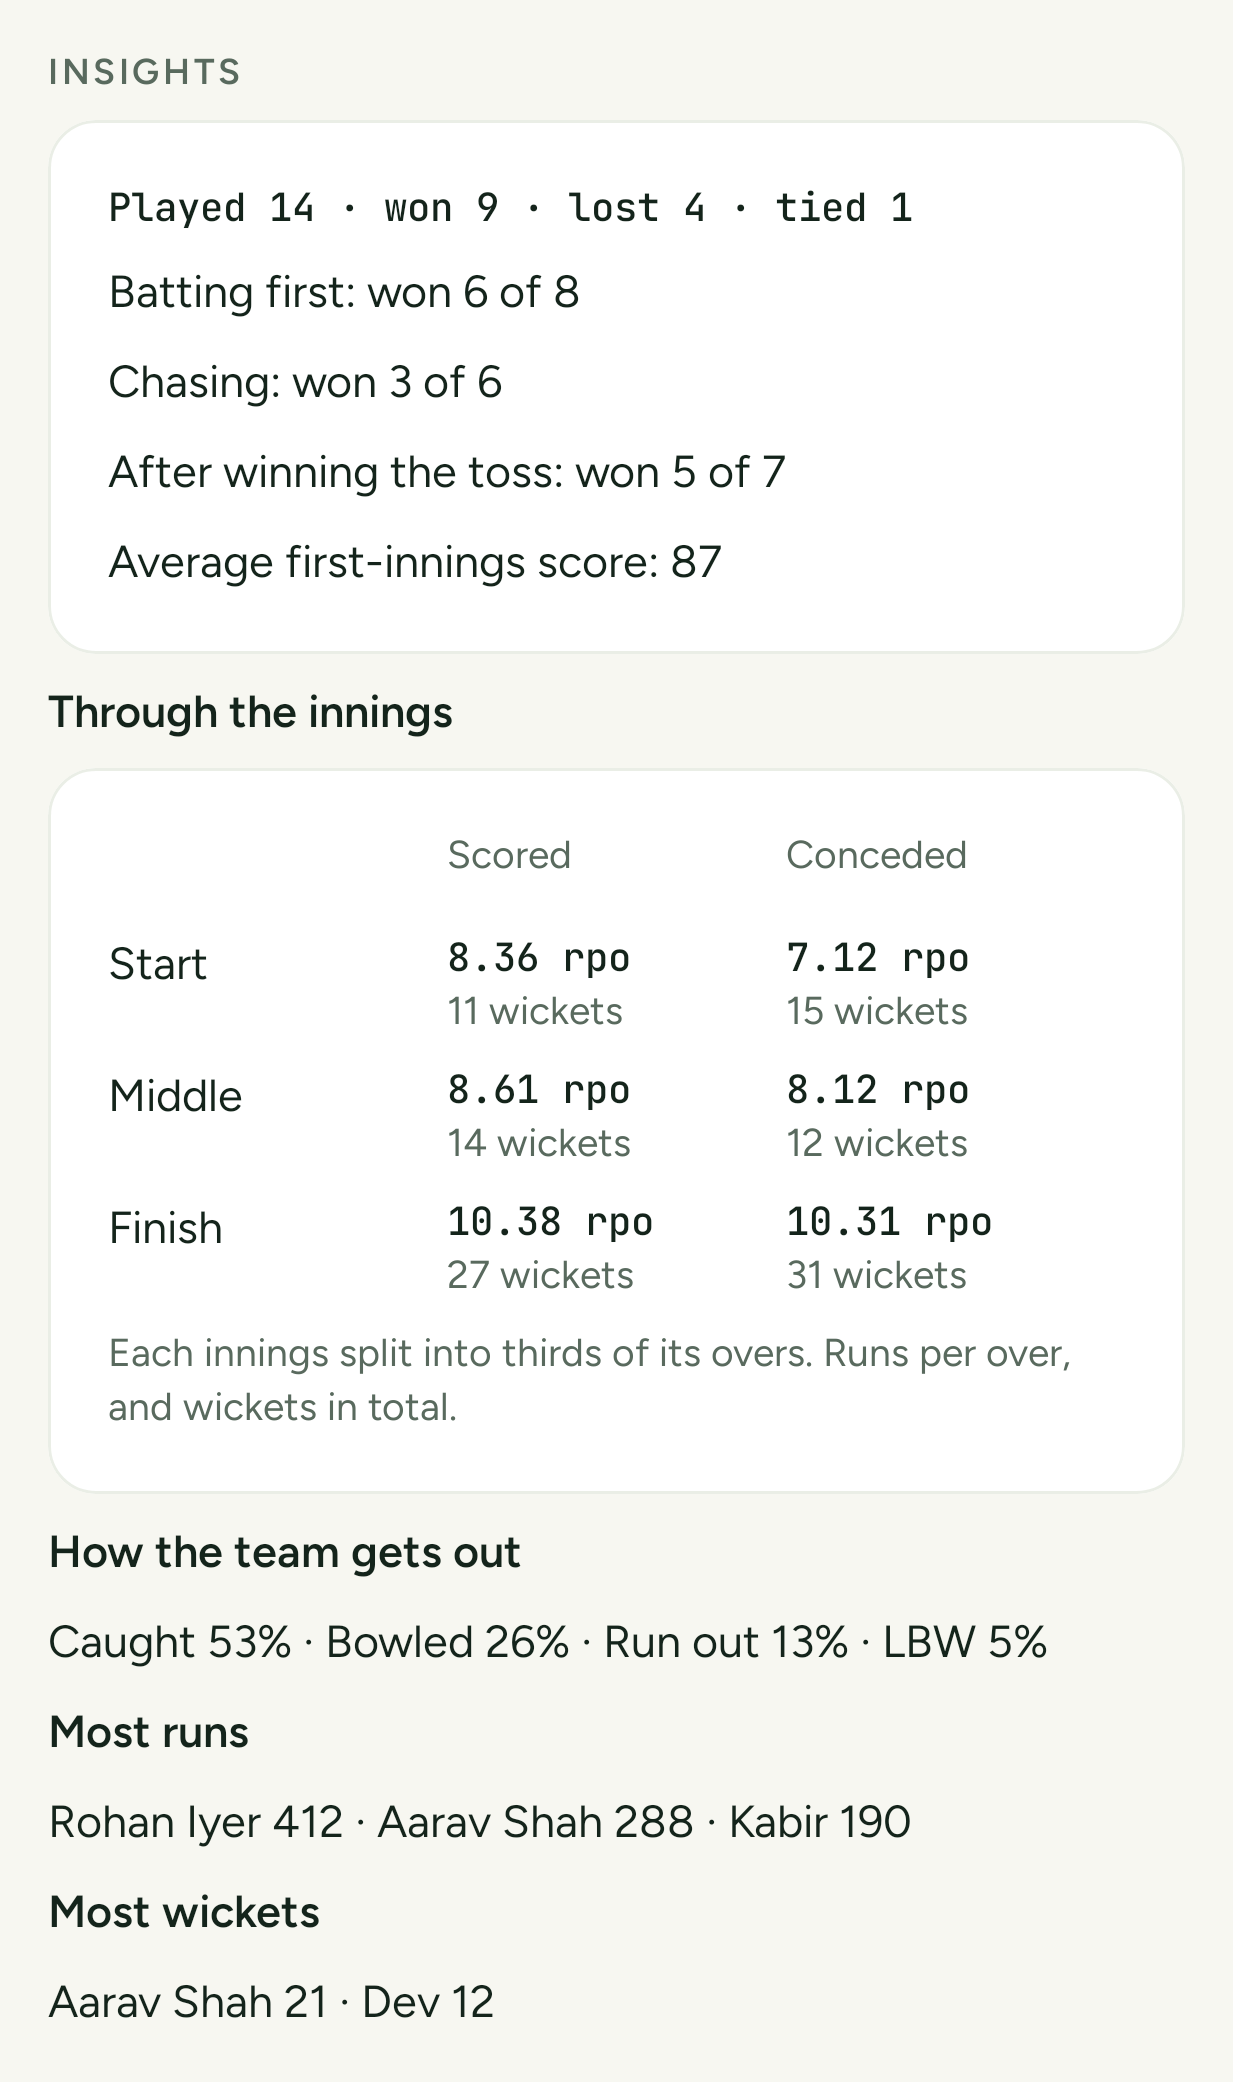 INSIGHTS
Played 14 · won 9 · lost 4 · tied 1
Batting first: won 6 of 8
Chasing: won 3 of 6
After winning the toss: won 5 of 7
Average first-innings score: 87
Through the innings
Scored Conceded
Start 8.36 rpo 7.12 rpo
11 wickets 15 wickets
Middle 8.61 rpo 8.12 rpo
14 wickets 12 wickets
Finish 10.38 rpo 10.31 rpo
27 wickets 31 wickets
Each innings split into thirds of its overs. Runs per over,
and wickets in total.
How the team gets out
Caught 53% · Bowled 26% · Run out 13% · LBW 5%
Most runs
Rohan Iyer 412 · Aarav Shah 288 · Kabir 190
Most wickets
Aarav Shah 21 · Dev 12